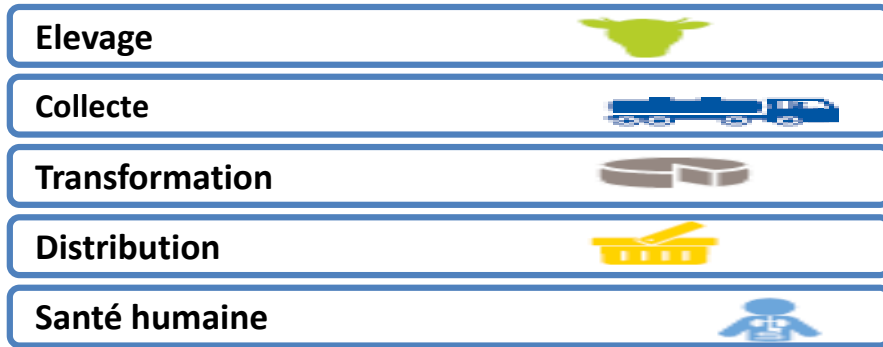 Elevage
Collecte
Transformation
Distribution
Santé humaine